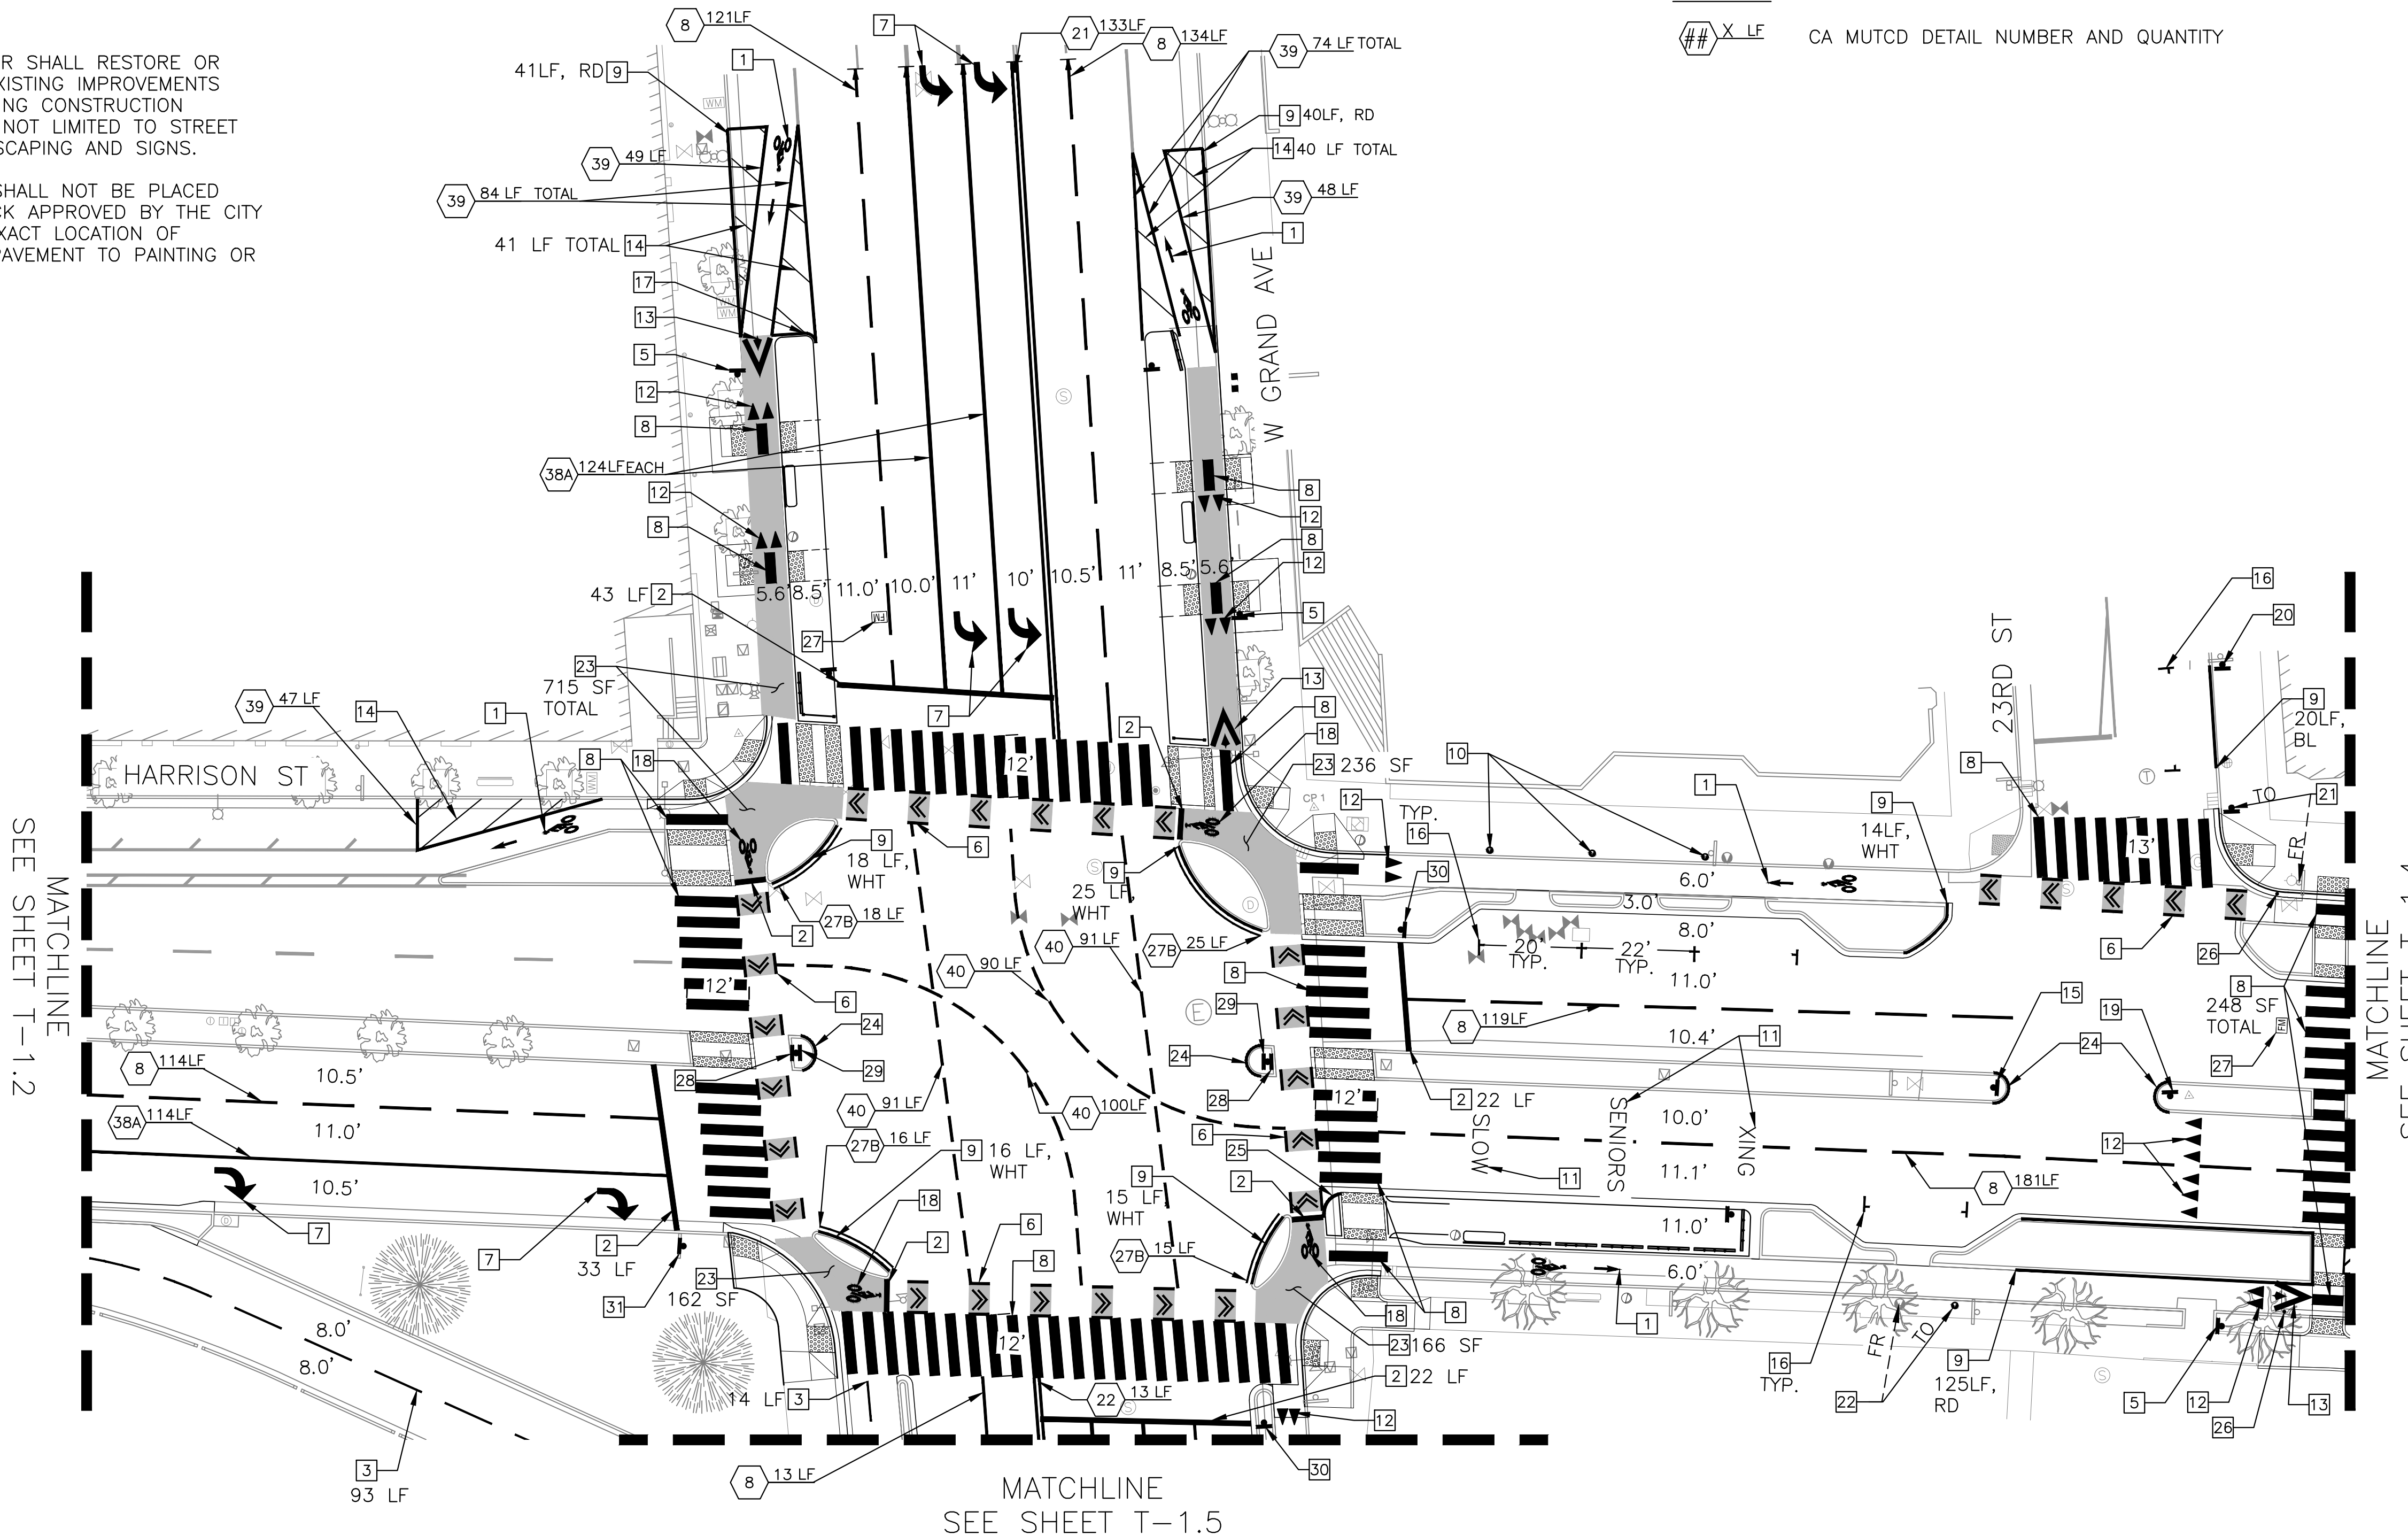 R SHALL RESTORE OR
XISTING IMPROVEMENTS
ING CONSTRUCTION
NOT LIMITED TO STREET
SCAPING AND SIGNS.
SHALL NOT BE PLACED
CK APPROVED BY THE CITY
XACT LOCATION OF
PAVEMENT TO PAINTING OR
## X LF CA MUTCD DETAIL NUMBER AND QUANTITY
8 121LF
7
21 133LF
8 134LF
39 74 LF TOTAL
41LF, RD 9
1
9 40LF, RD
14 40 LF TOTAL
39 49 LF
39 84 LF TOTAL
39 48 LF
41 LF TOTAL 14
1
17
13
5
12
8
W GRAND AVE
38A 124LF EACH
12
8
8
12
8
12
5
43 LF 2
5.6' 8.5' 11.0' 10.0' 11' 10' 10.5' 11' 8.5' 5.6'
27
FM
23
715 SF
TOTAL
7
2
13
8
18
23 236 SF
39 47 LF
14
1
8
18
HARRISON ST
12'
6
9
18 LF,
WHT
27B 18 LF
2
12'
6
9
25 LF,
WHT
27B 25 LF
40 91 LF
40 90 LF
10
CP 1
12
TYP.
16
1
9
14LF,
WHT
30
6.0'
3.0'
8.0'
20'
TYP.
22'
TYP.
11.0'
23RD ST
8
13'
16
20
9
20LF,
BL
TO
21
FR
6
26
8
248 SF
TOTAL
27
FM
MATCHLINE
SEE SHEET T-1.2
MATCHLINE
SEE SHEET T-1.4
8
29
24
28
6
8 119LF
10.4'
11
15
19
24
24
29
28
12'
2 22 LF
SLOW
SENIORS
XING
10.0'
12
8 114LF
10.5'
38A 114LF
11.0'
10.5'
40 91 LF
40 100LF
27B 16 LF
9 16 LF,
WHT
18
2
25
2
9
15 LF,
WHT
27B 15 LF
11
11.1'
8 181LF
11.0'
6.0'
7
7
2
33 LF
31
23
162 SF
6
8
12'
18
8
1
23 166 SF
2 22 LF
16
TYP.
FR
TO
22
9
125LF,
RD
5
12
26
13
8.0'
8.0'
3
93 LF
14 LF 3
22 13 LF
12
30
8 13 LF
MATCHLINE
SEE SHEET T-1.5